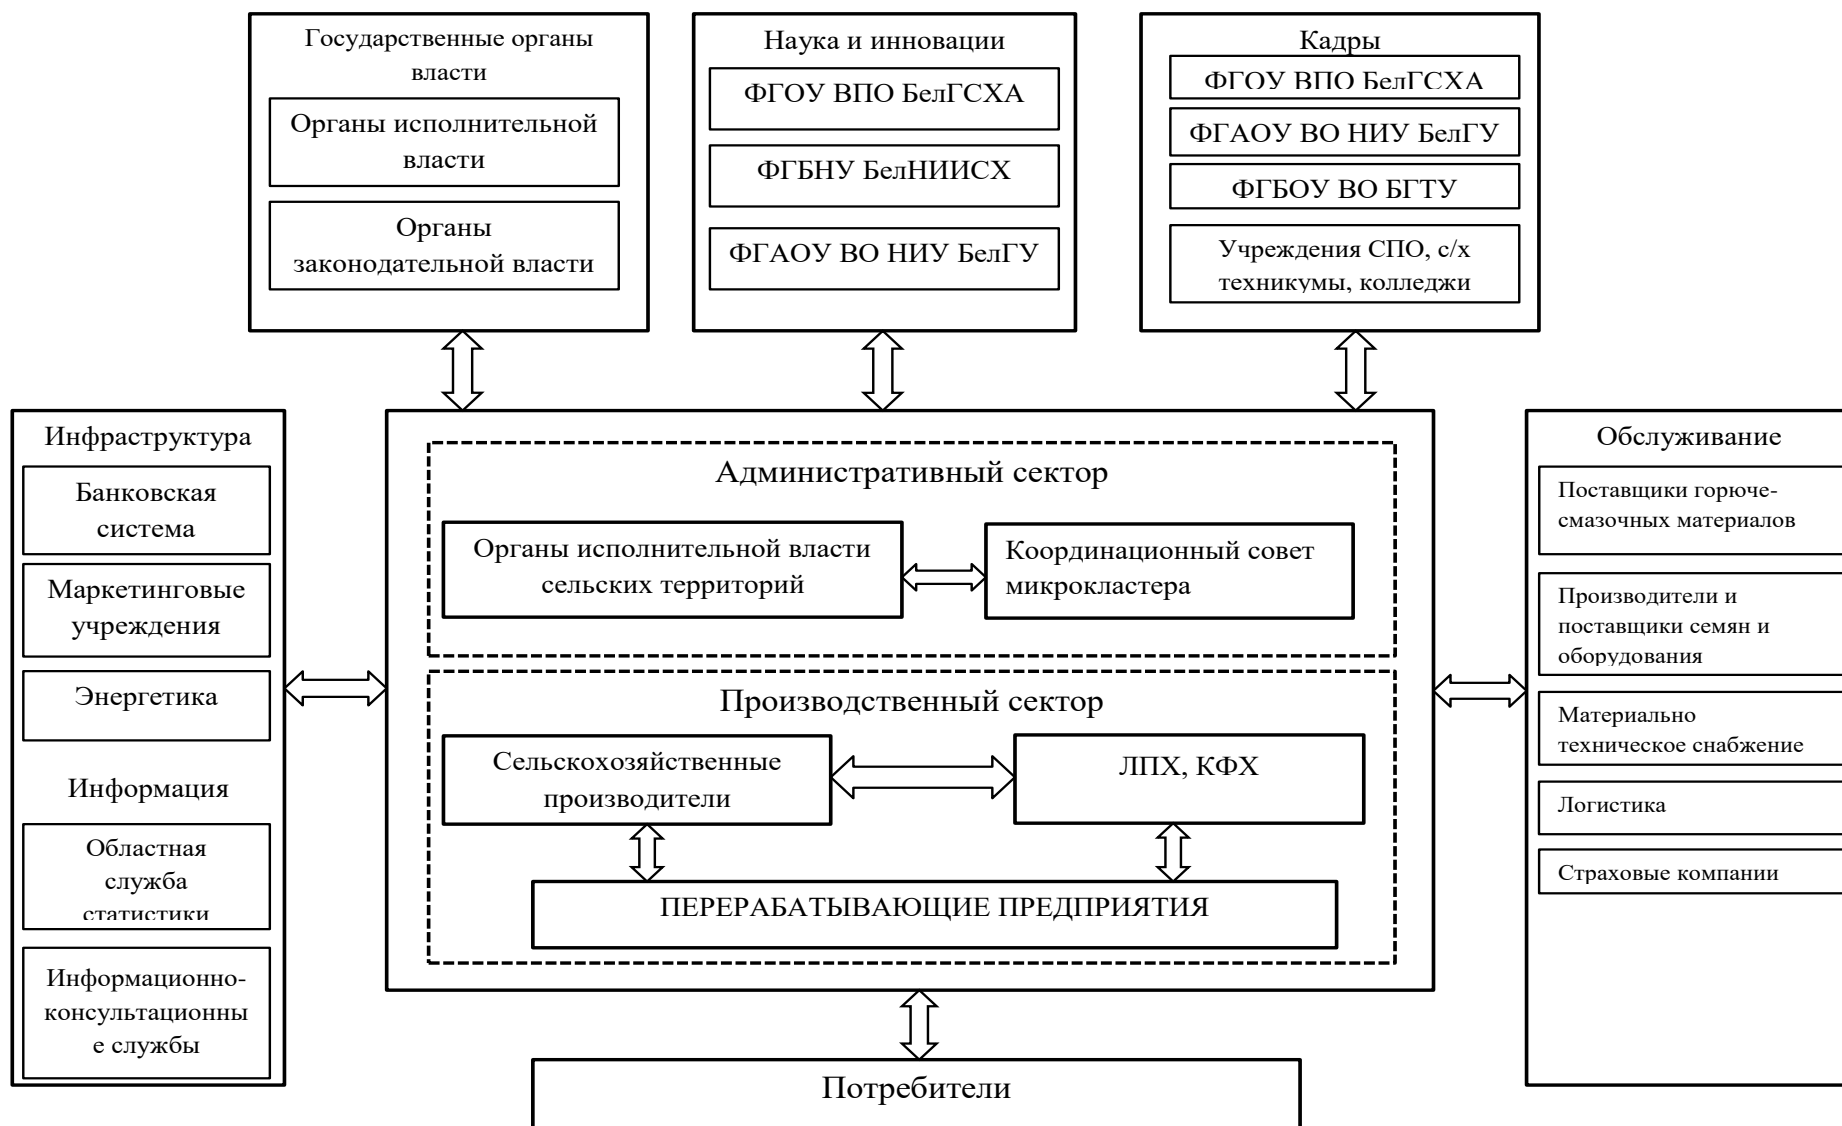 Государственные органы
власти
Органы исполнительной
власти
Органы
законодательной власти
Наука и инновации
ФГОУ ВПО БелГСХА
ФГБНУ БелНИИСХ
ФГАОУ ВО НИУ БелГУ
Кадры
ФГОУ ВПО БелГСХА
ФГАОУ ВО НИУ БелГУ
ФГБОУ ВО БГТУ
Учреждения СПО, с/х
техникумы, колледжи
Инфраструктура
Банковская
система
Маркетинговые
учреждения
Энергетика
Информация
Областная
служба
статистики
Информационно-
консультационны
е службы
Административный сектор
Органы исполнительной власти
сельских территорий
Координационный совет
микрокластера
Производственный сектор
Сельскохозяйственные
производители
ЛПХ, КФХ
ПЕРЕРАБАТЫВАЮЩИЕ ПРЕДПРИЯТИЯ
Обслуживание
Поставщики горюче-
смазочных материалов
Производители и
поставщики семян и
оборудования
Материально
техническое снабжение
Логистика
Страховые компании
Потребители